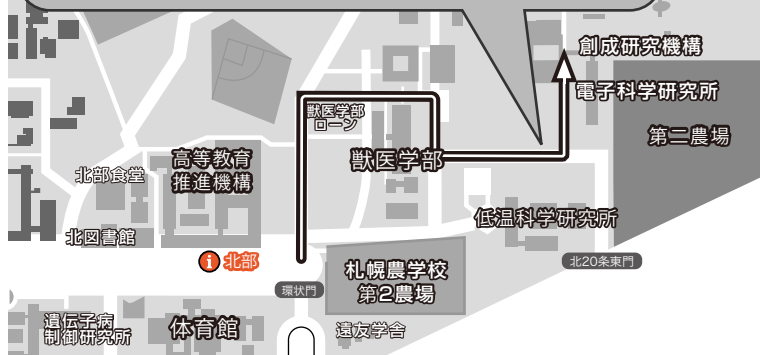 創成研究機構
電子科学研究所
獣医学部
ローン
第二農場
高等教育
推進機構
獣医学部
北部食堂
低温科学研究所
北図書館
北部
札幌農学校
第2農場
北20条東門
環状門
遺伝子病
制御研究所
体育館
遠友学舎